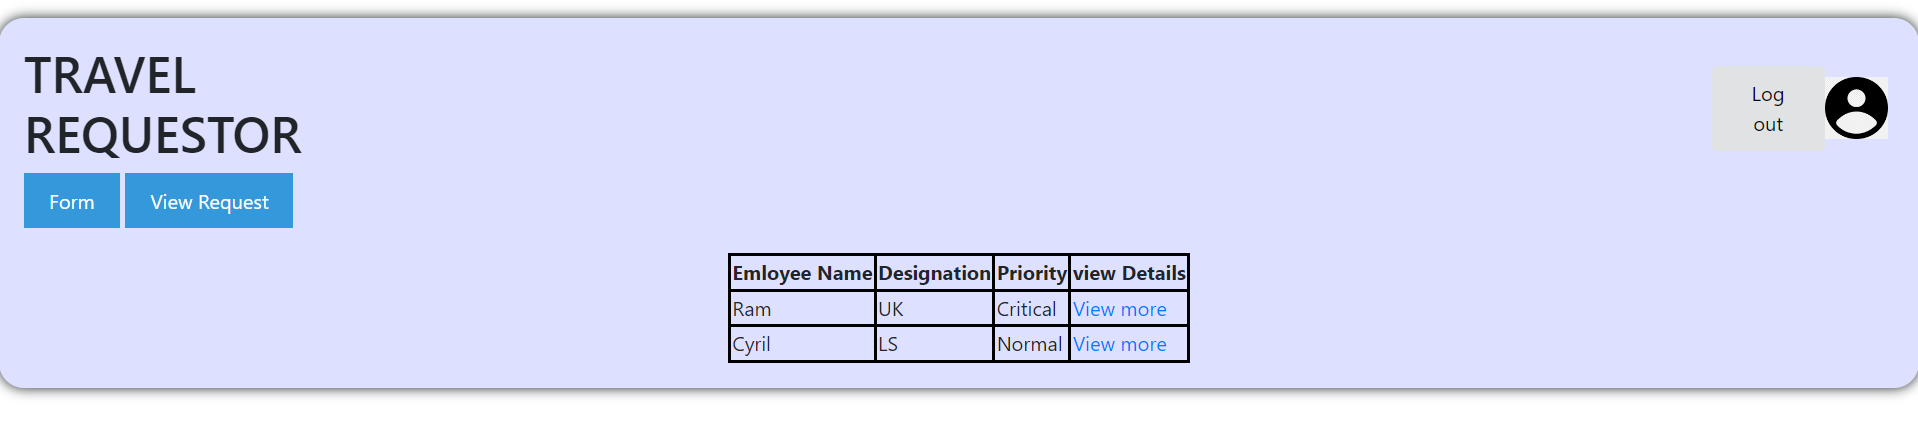 TRAVEL
REQUESTOR
Log
out
Form View Request
Emloyee Name Designation Priority view Details
Ram UK Critical View more
Cyril LS Normal View more